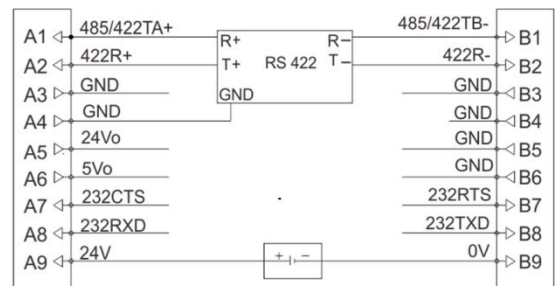 A1 485/422TA+ R+ R− 485/422TB- B1
A2 422R+ T+ RS 422 T− 422R- B2
A3 GND GND GND B3
A4 GND GND B4
A5 24Vo GND B5
A6 5Vo GND B6
A7 232CTS 232RTS B7
A8 232RXD 232TXD B8
A9 24V + − 0V B9